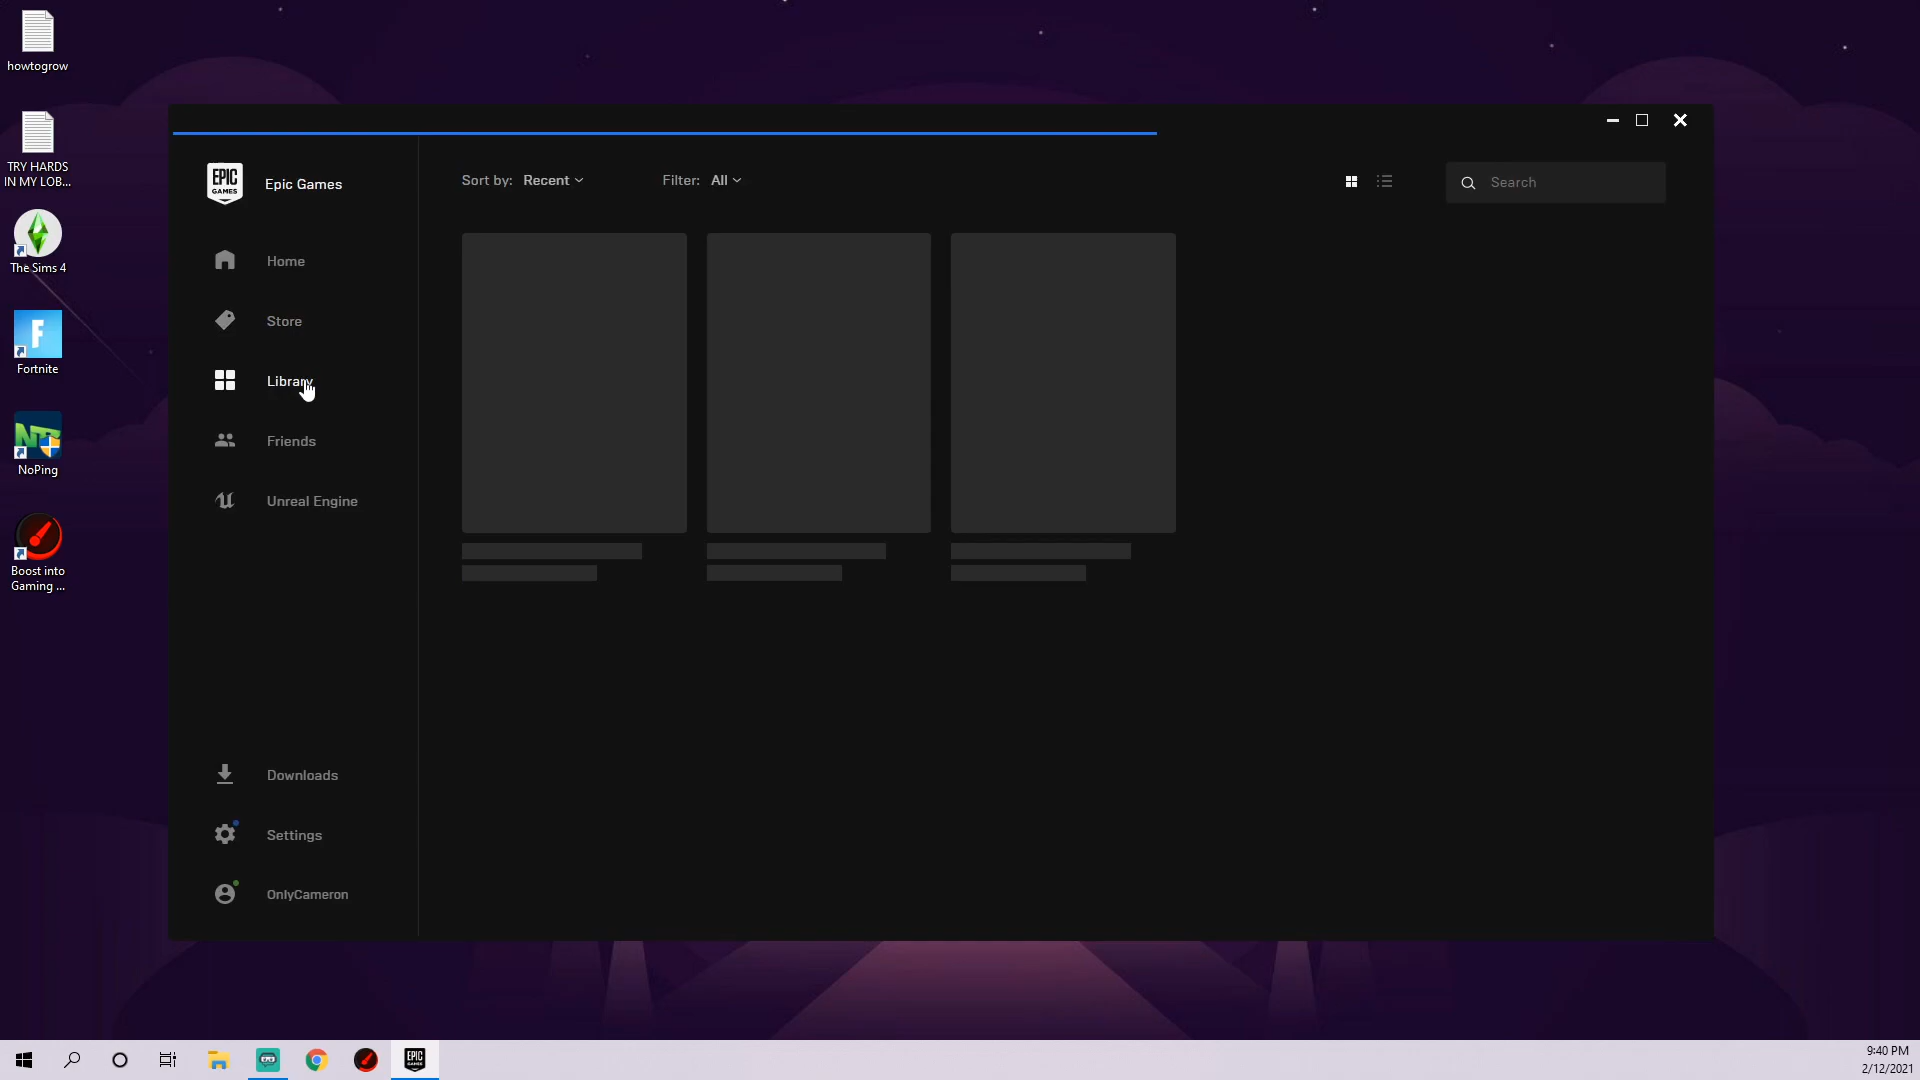 howtogrow
TRY HARDS
IN MY LOB...
The Sims 4
Fortnite
NoPing
Boost into
Gaming ...
EPIC
GAMES
Epic Games
Home
Store
Library
Friends
Unreal Engine
Downloads
Settings
OnlyCameron
Sort by: Recent
Filter: All
Search
EPIC
GAMES
9:40 PM
2/12/2021